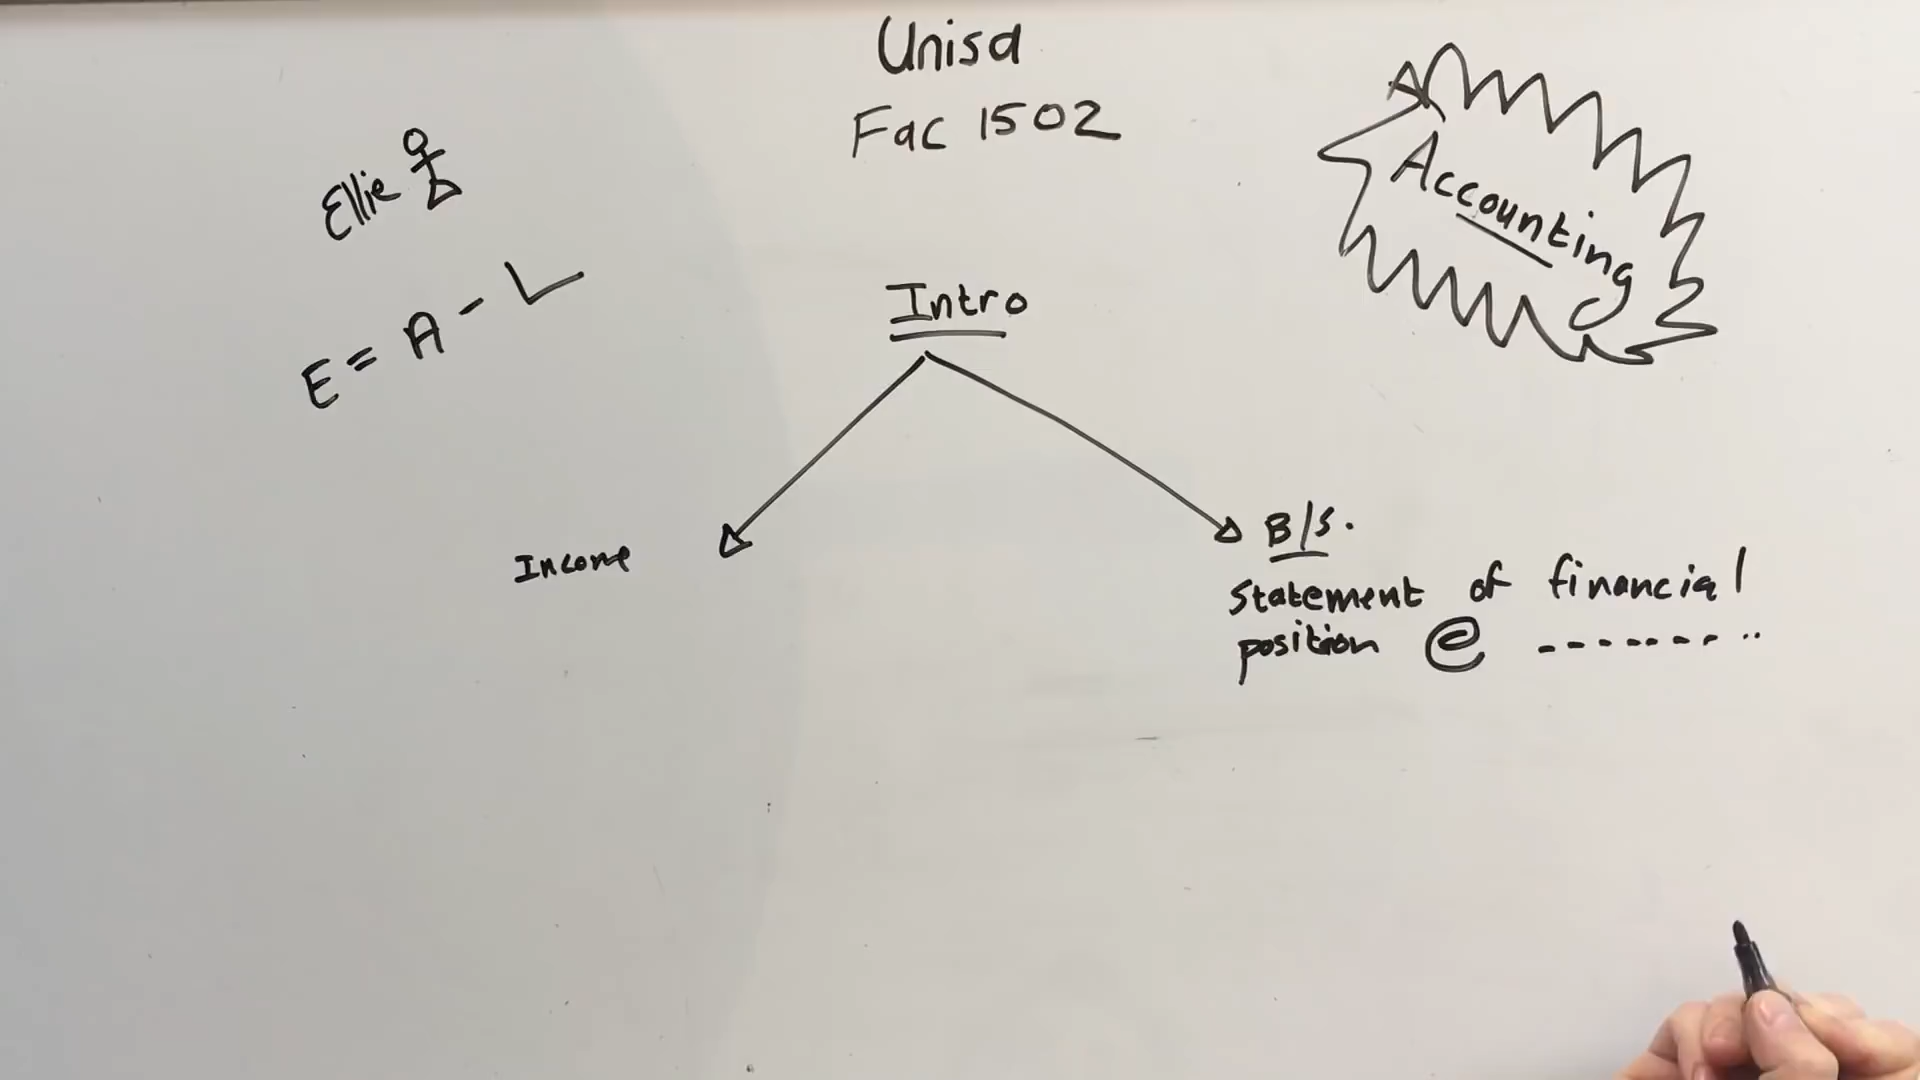 Unisa
Fac 1502
Accounting
Ellie
E = A - L
Intro
Income
B/S.
Statement of financial
position @ ---------